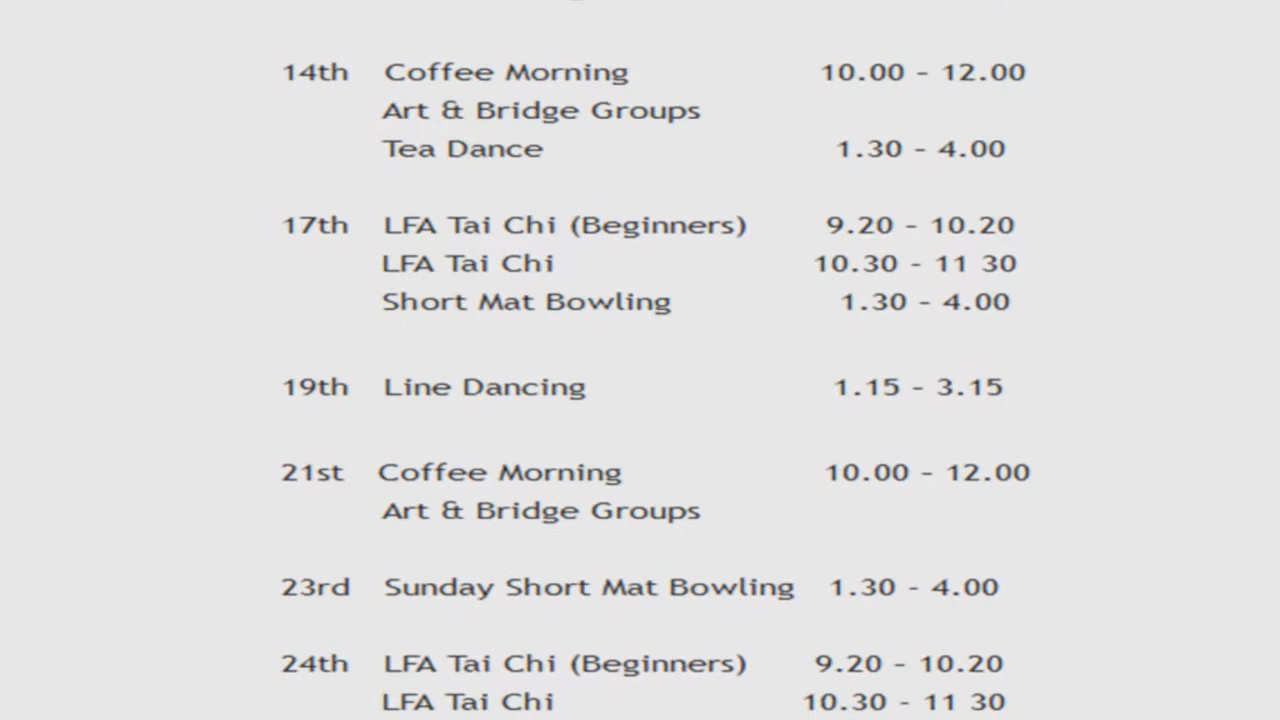 14th Coffee Morning 10.00 - 12.00
Art & Bridge Groups
Tea Dance 1.30 - 4.00
17th LFA Tai Chi (Beginners) 9.20 - 10.20
LFA Tai Chi 10.30 - 11 30
Short Mat Bowling 1.30 - 4.00
19th Line Dancing 1.15 - 3.15
21st Coffee Morning 10.00 - 12.00
Art & Bridge Groups
23rd Sunday Short Mat Bowling 1.30 - 4.00
24th LFA Tai Chi (Beginners) 9.20 - 10.20
LFA Tai Chi 10.30 - 11 30